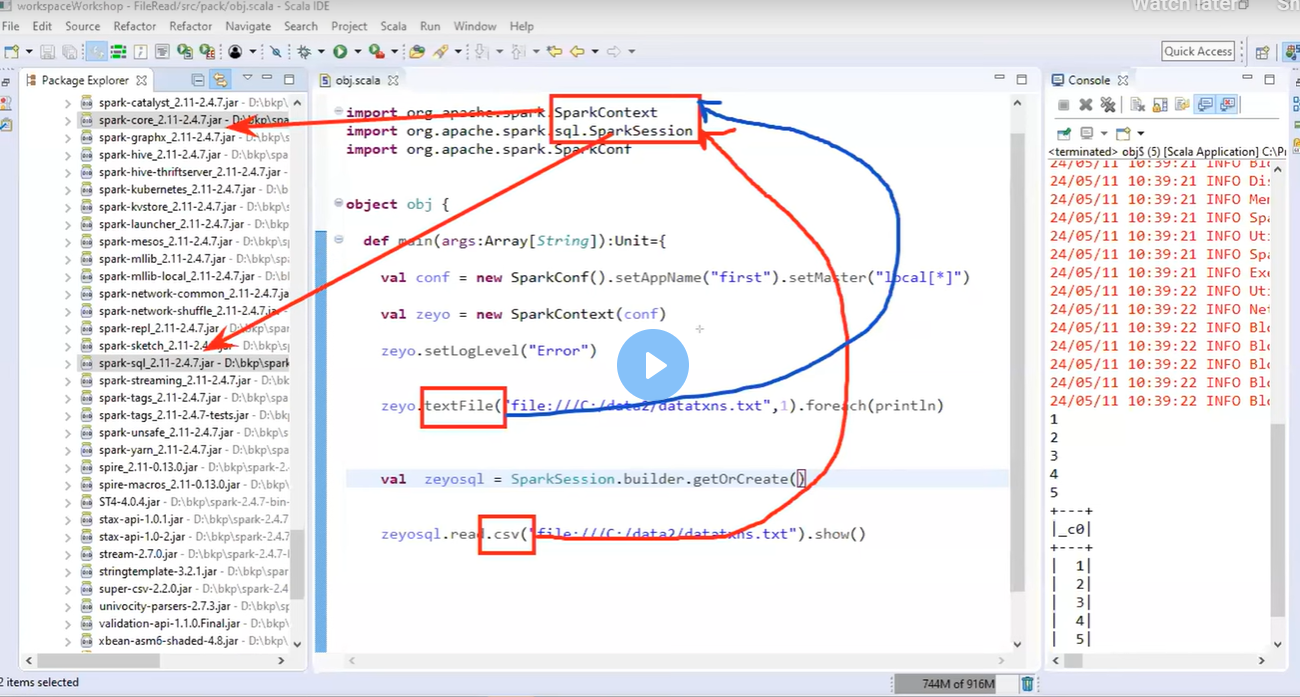 workspaceWorkshop - FileRead/src/pack/obj.scala - Scala IDE
Watch later
Sh
File Edit Source Refactor Refactor Navigate Search Project Scala Run Window Help
Quick Access
Package Explorer
spark-catalyst_2.11-2.4.7.jar - D:\bkp\
spark-core_2.11-2.4.7.jar - D:\bkp\spa
spark-graphx_2.11-2.4.7.jar - D:\bkp\s
spark-hive_2.11-2.4.7.jar - D:\bkp\spa
spark-hive-thriftserver_2.11-2.4.7.jar -
spark-kubernetes_2.11-2.4.7.jar - D:\b
spark-kvstore_2.11-2.4.7.jar - D:\bkp\s
spark-launcher_2.11-2.4.7.jar - D:\bkp\
spark-mesos_2.11-2.4.7.jar - D:\bkp\sp
spark-mllib_2.11-2.4.7.jar - D:\bkp\spa
spark-mllib-local_2.11-2.4.7.jar - D:\b
spark-network-common_2.11-2.4.7.ja
spark-network-shuffle_2.11-2.4.7.jar
spark-repl_2.11-2.4.7.jar - D:\bkp\spa
spark-sketch_2.11-2.4.7.jar - D:\bkp\s
spark-sql_2.11-2.4.7.jar - D:\bkp\spark
spark-streaming_2.11-2.4.7.jar - D:\bk
spark-tags_2.11-2.4.7.jar - D:\bkp\spa
spark-tags_2.11-2.4.7-tests.jar - D:\bkp
spark-unsafe_2.11-2.4.7.jar - D:\bkp\s
spark-yarn_2.11-2.4.7.jar - D:\bkp\spa
spire_2.11-0.13.0.jar - D:\bkp\spark-2.
spire-macros_2.11-0.13.0.jar - D:\bkp\
ST4-4.0.4.jar - D:\bkp\spark-2.4.7-bin-
stax-api-1.0.1.jar - D:\bkp\spark-2.4.7
stax-api-1.0-2.jar - D:\bkp\spark-2.4.7
stream-2.7.0.jar - D:\bkp\spark-2.4.7-
stringtemplate-3.2.1.jar - D:\bkp\spar
super-csv-2.2.0.jar - D:\bkp\spark-2.4
univocity-parsers-2.7.3.jar - D:\bkp\sp
validation-api-1.1.0.Final.jar - D:\bkp\
xbean-asm6-shaded-4.8.jar - D:\bkp\
obj.scala
import org.apache.spark.SparkContext
import org.apache.spark.sql.SparkSession
import org.apache.spark.SparkConf
object obj {
def main(args:Array[String]):Unit={
val conf = new SparkConf().setAppName("first").setMaster("local[*]")
val zeyo = new SparkContext(conf)
zeyo.setLogLevel("Error")
zeyo.textFile("file:///C:/data2/datatxns.txt",1).foreach(println)
val zeyosql = SparkSession.builder.getOrCreate()
zeyosql.read.csv("file:///C:/data2/datatxns.txt").show()
Console
<terminated> obj$ (5) [Scala Application] C:\Pr
24/05/11 10:39:21 INFO Blo
24/05/11 10:39:21 INFO Dis
24/05/11 10:39:21 INFO Mem
24/05/11 10:39:21 INFO Spa
24/05/11 10:39:21 INFO Uti
24/05/11 10:39:21 INFO Spa
24/05/11 10:39:21 INFO Exe
24/05/11 10:39:22 INFO Uti
24/05/11 10:39:22 INFO Net
24/05/11 10:39:22 INFO Blo
24/05/11 10:39:22 INFO Blo
24/05/11 10:39:22 INFO Blo
24/05/11 10:39:22 INFO Blo
24/05/11 10:39:22 INFO Blo
1
2
3
4
5
+---+
|_c0|
+---+
| 1|
| 2|
| 3|
| 4|
| 5|
2 items selected
744M of 916M